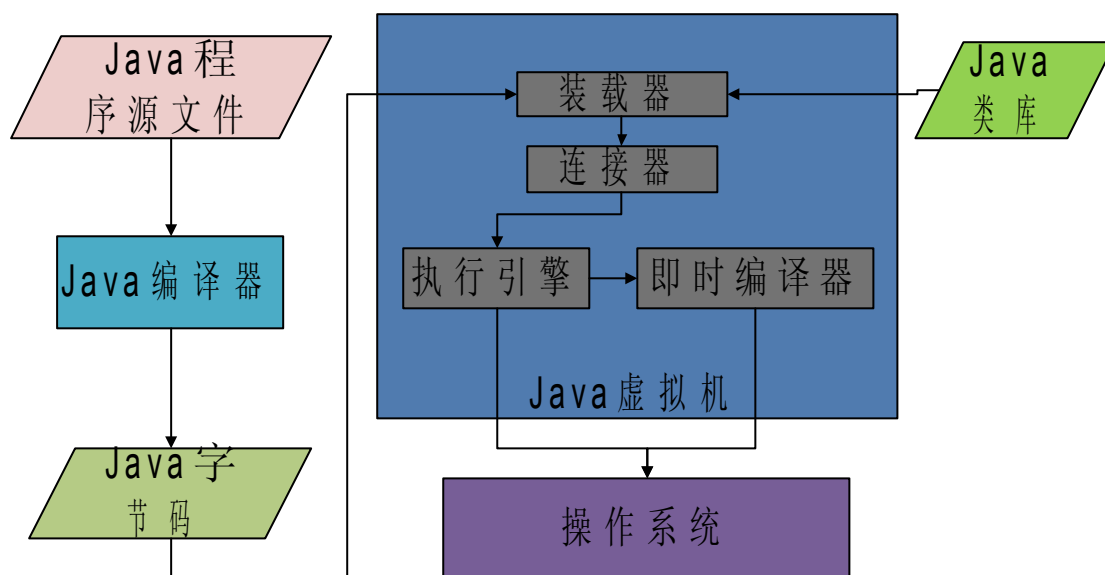 Java程
序源文件
Java编译器
Java字
节码
装载器
连接器
执行引擎
即时编译器
Java虚拟机
操作系统
Java
类库